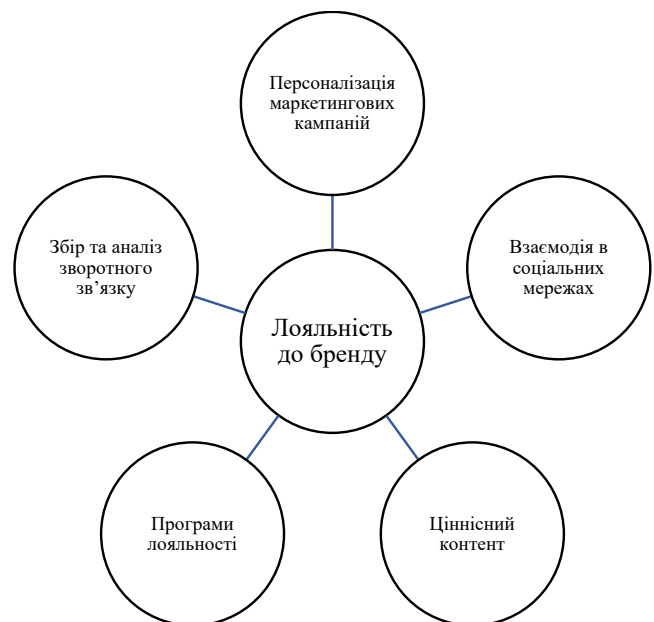 Персоналізація
маркетингових
кампаній
Збір та аналіз
зворотного
зв’язку
Взаємодія в
соціальних
мережах
Лояльність
до бренду
Програми
лояльності
Ціннісний
контент